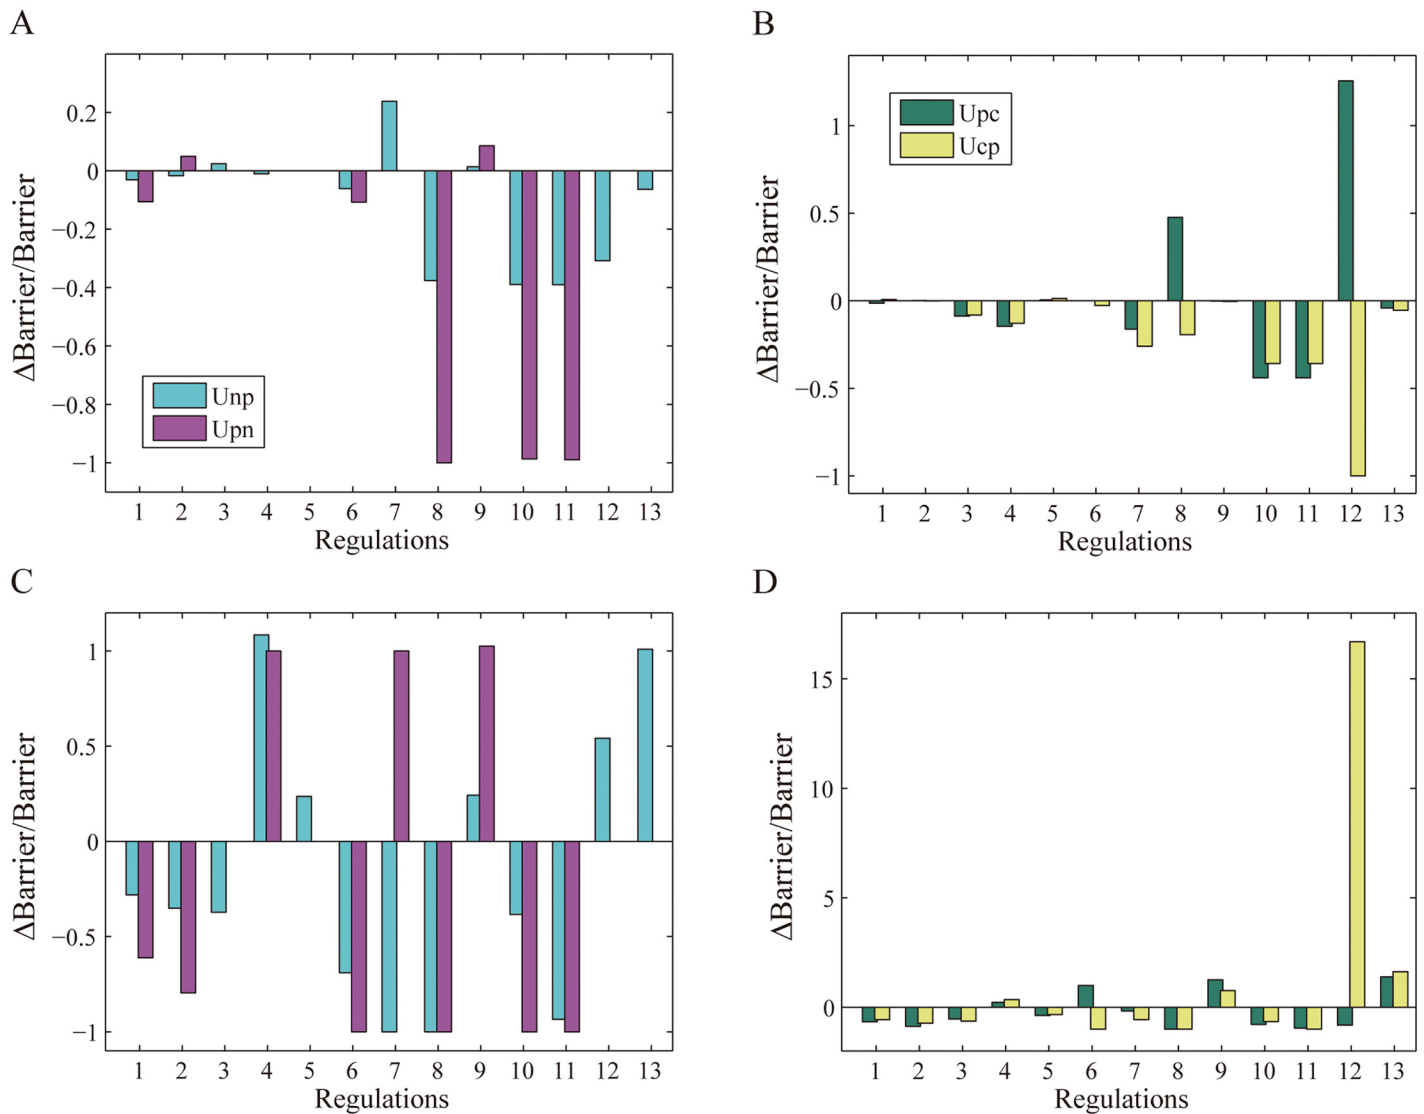 A
ΔBarrier/Barrier
0.2
0
−0.2
−0.4
−0.6
−0.8
−1
Unp
Upn
1 2 3 4 5 6 7 8 9 10 11 12 13
Regulations
B
ΔBarrier/Barrier
1
0.5
0
−0.5
−1
Upc
Ucp
1 2 3 4 5 6 7 8 9 10 11 12 13
Regulations
C
ΔBarrier/Barrier
1
0.5
0
−0.5
−1
1 2 3 4 5 6 7 8 9 10 11 12 13
Regulations
D
ΔBarrier/Barrier
15
10
5
0
1 2 3 4 5 6 7 8 9 10 11 12 13
Regulations